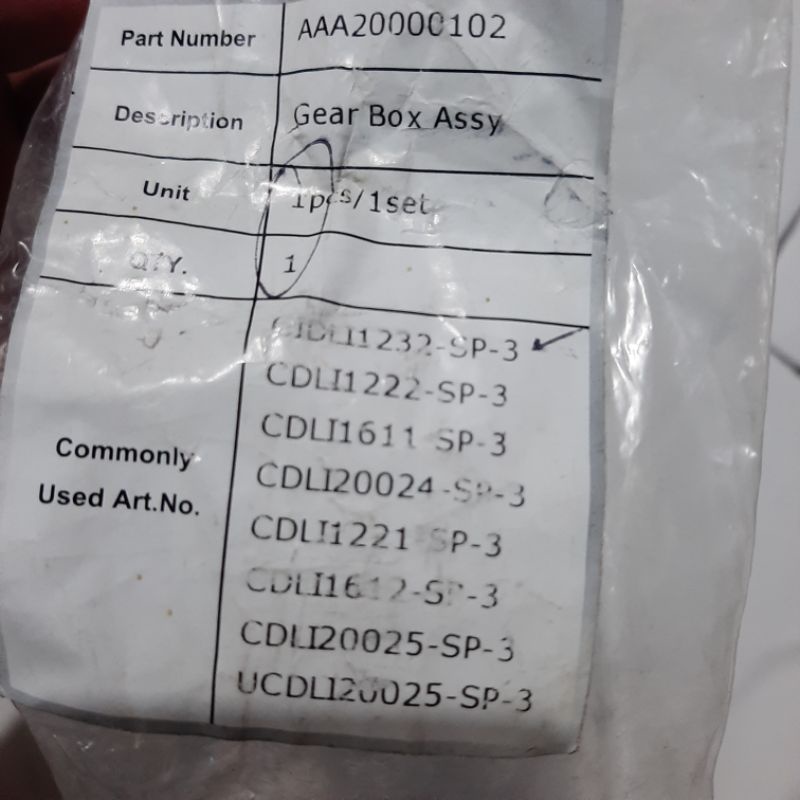 Part Number AAA20000102
Description Gear Box Assy
Unit 1pcs/1set
QTY. 1
Commonly Used Art.No.
CIDLI1232-SP-3
CDLI1222-SP-3
CDLI1611-SP-3
CDLI20024-SP-3
CDLI1221-SP-3
CDLI1612-SP-3
CDLI20025-SP-3
UCDLI20025-SP-3